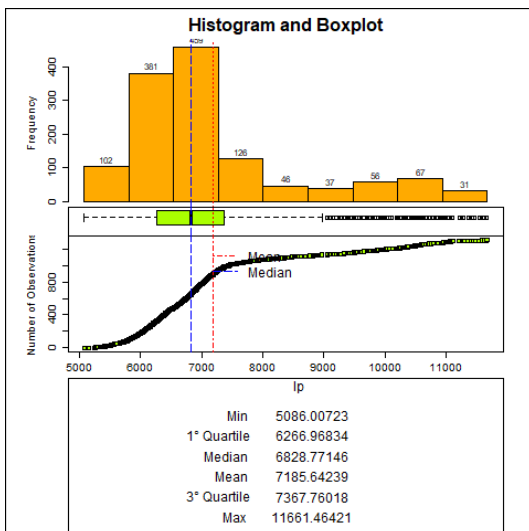 Histogram and Boxplot
Frequency
0 100 200 300 400
102
381
459
126
46
37
56
67
31
Number of Observations
0 400 800
Mean
Median
5000 6000 7000 8000 9000 10000 11000
Ip
Min 5086.00723
1° Quartile 6266.96834
Median 6828.77146
Mean 7185.64239
3° Quartile 7367.76018
Max 11661.46421